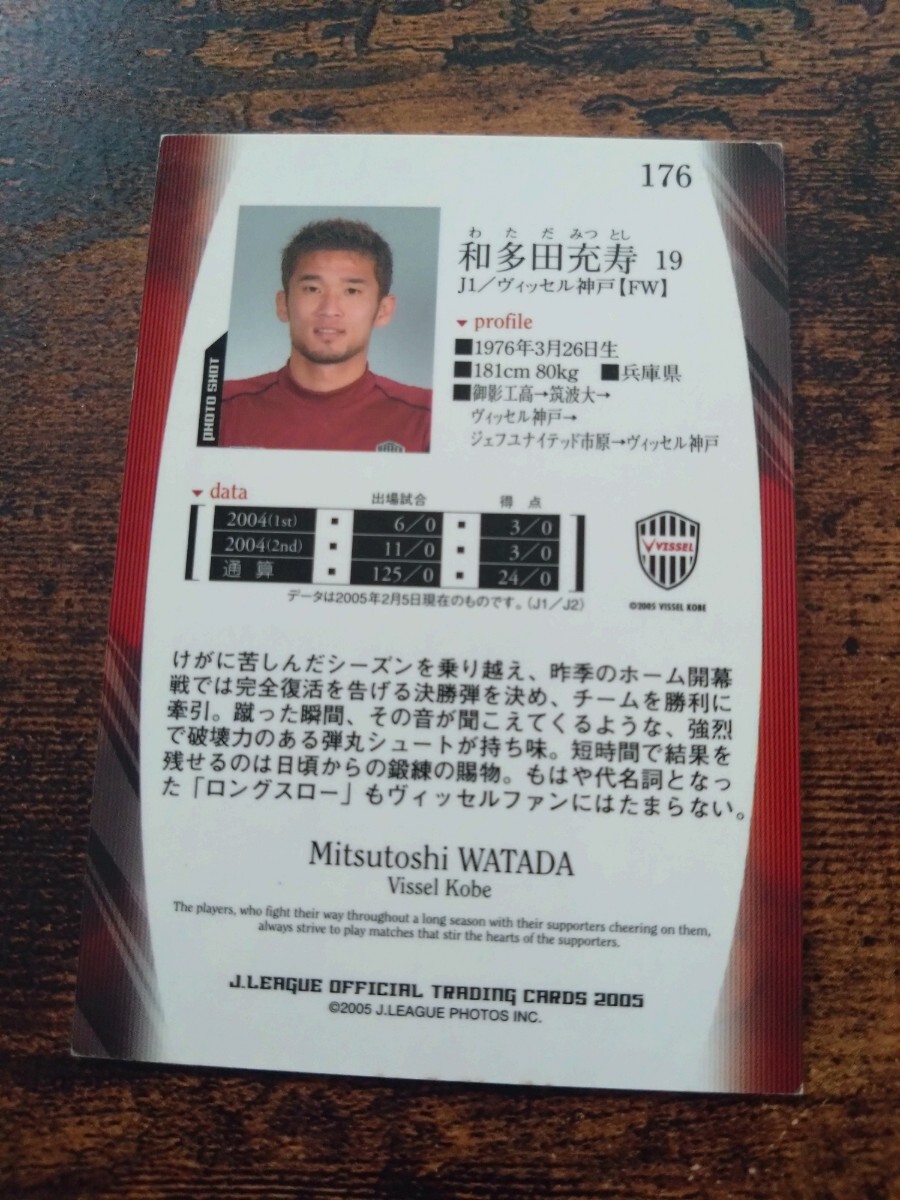 176
わただみつとし
和多田充寿 19
J1／ヴィッセル神戸【FW】
PHOTO SHOT
▼ profile
■1976年3月26日生
■181cm 80kg ■兵庫県
■御影工高→筑波大→
ヴィッセル神戸→
ジェフユナイテッド市原→ヴィッセル神戸
▼ data
出場試合 得点
2004(1st) ■ 6／0 ■ 3／0
2004(2nd) ■ 11／0 ■ 3／0
通算 ■ 125／0 ■ 24／0
データは2005年2月5日現在のものです。(J1／J2)
VISSEL
©2005 VISSEL KOBE
けがに苦しんだシーズンを乗り越え、昨季のホーム開幕
戦では完全復活を告げる決勝弾を決め、チームを勝利に
牽引。蹴った瞬間、その音が聞こえてくるような、強烈
で破壊力のある弾丸シュートが持ち味。短時間で結果を
残せるのは日頃からの鍛練の賜物。もはや代名詞となっ
た「ロングスロー」もヴィッセルファンにはたまらない。
Mitsutoshi WATADA
Vissel Kobe
The players, who fight their way throughout a long season with their supporters cheering on them,
always strive to play matches that stir the hearts of the supporters.
J.LEAGUE OFFICIAL TRADING CARDS 2005
©2005 J.LEAGUE PHOTOS INC.